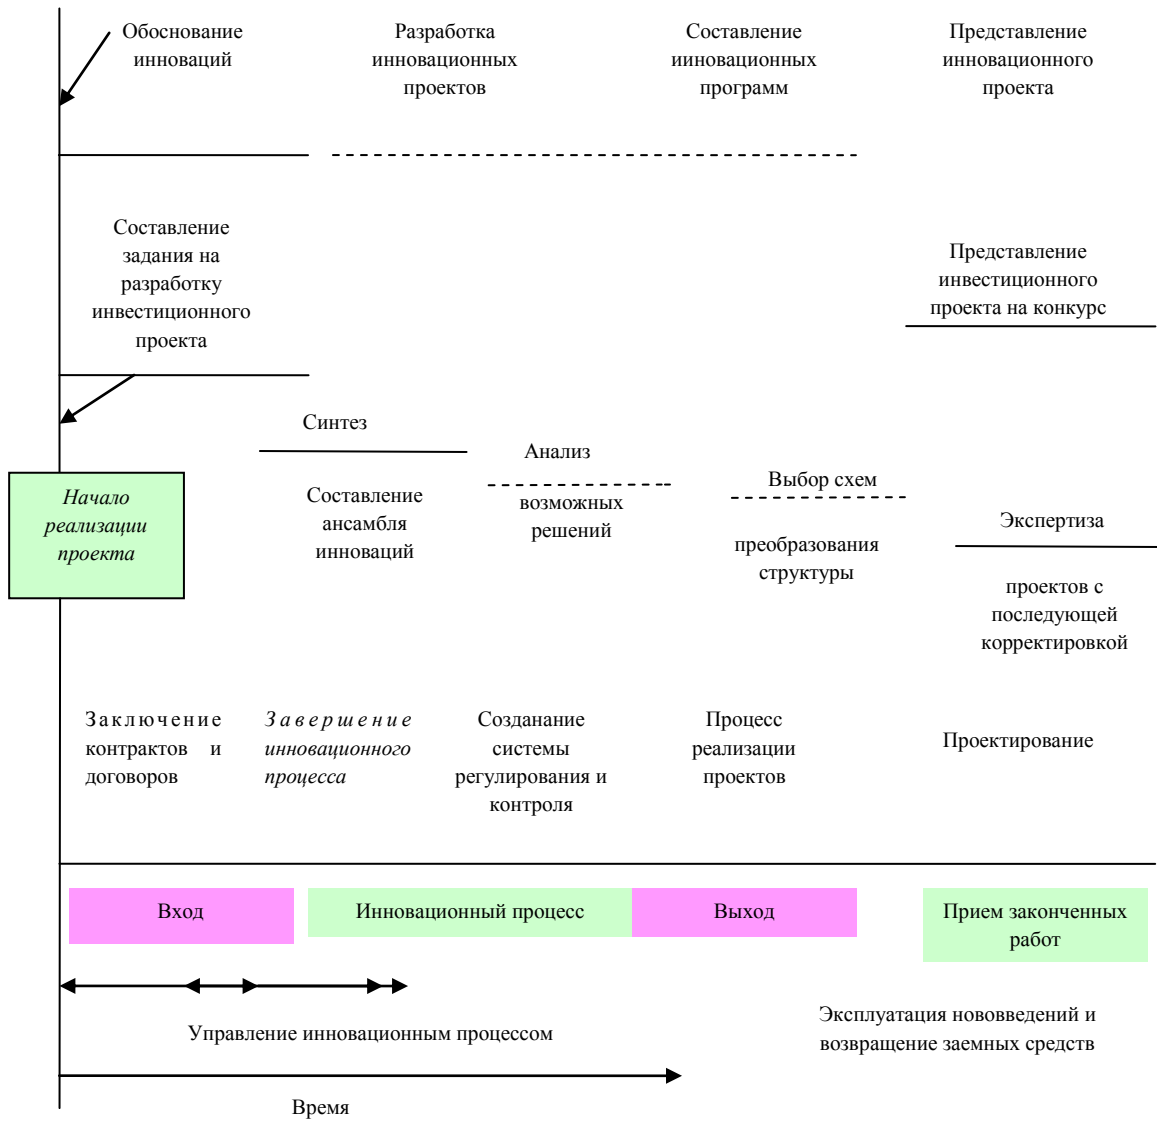 Обоснование
инноваций
Разработка
инновационных
проектов
Составление
ииновационных
программ
Представление
инновационного
проекта
Составление
задания на
разработку
инвестиционного
проекта
Представление
инвестиционного
проекта на конкурс
Синтез
Составление
ансамбля
инноваций
Анализ
возможных
решений
Выбор схем
преобразования
структуры
Экспертиза
проектов с
последующей
корректировкой
Начало
реализации
проекта
Заключение
контрактов и
договоров
Завершение
инновационного
процесса
Созданание
системы
регулирования и
контроля
Процесс
реализации
проектов
Проектирование
Вход
Инновационный процесс
Выход
Прием законченных
работ
Управление инновационным процессом
Эксплуатация нововведений и
возвращение заемных средств
Время